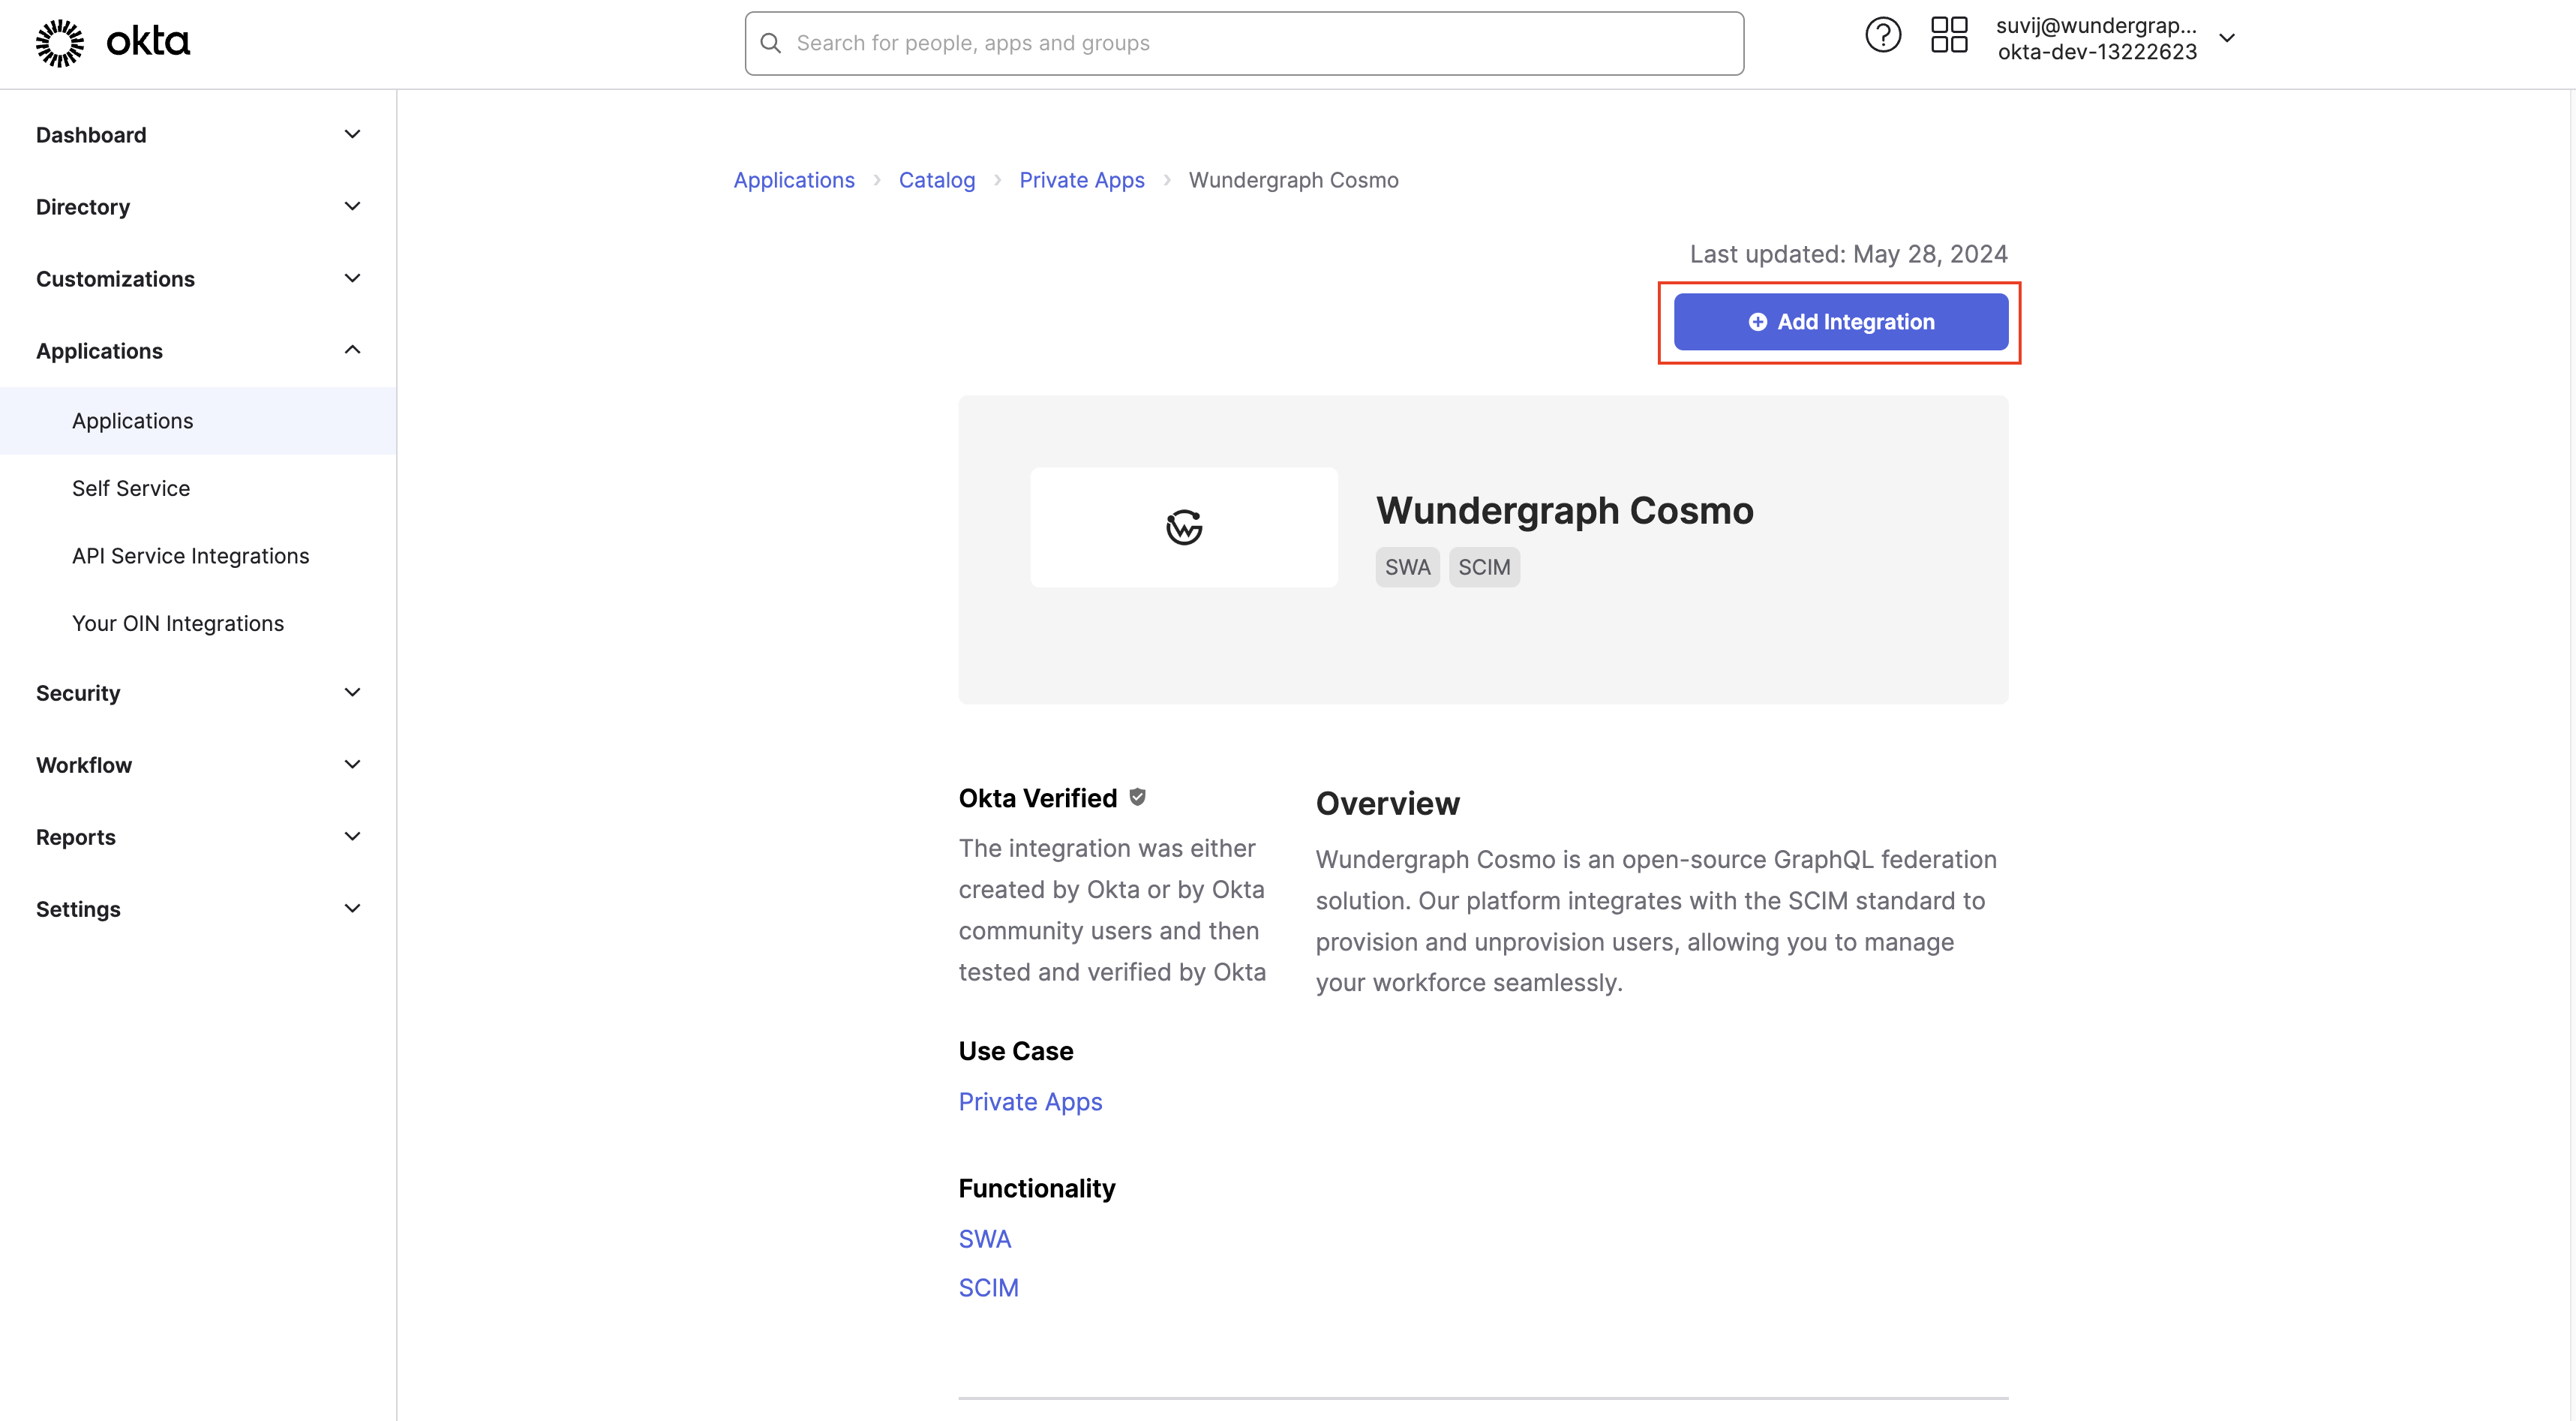 okta
Search for people, apps and groups
suvij@wundergrap...
okta-dev-13222623
Dashboard
Directory
Customizations
Applications
Applications
Self Service
API Service Integrations
Your OIN Integrations
Security
Workflow
Reports
Settings
Applications > Catalog > Private Apps > Wundergraph Cosmo
Last updated: May 28, 2024
Add Integration
Wundergraph Cosmo
SWA SCIM
Okta Verified
The integration was either
created by Okta or by Okta
community users and then
tested and verified by Okta
Use Case
Private Apps
Functionality
SWA
SCIM
Overview
Wundergraph Cosmo is an open-source GraphQL federation
solution. Our platform integrates with the SCIM standard to
provision and unprovision users, allowing you to manage
your workforce seamlessly.